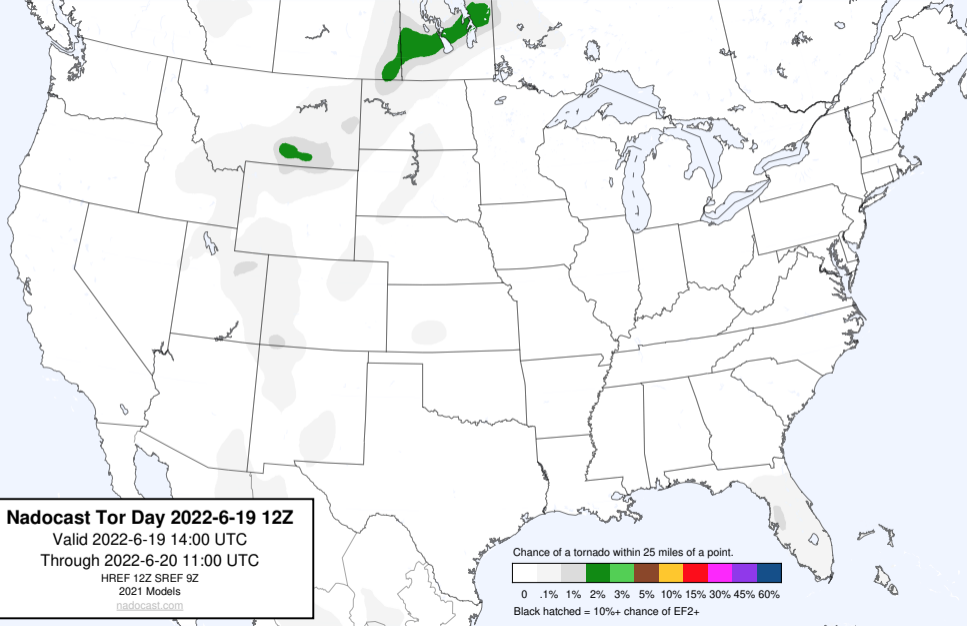 Nadocast Tor Day 2022-6-19 12Z
Valid 2022-6-19 14:00 UTC
Through 2022-6-20 11:00 UTC
HREF 12Z SREF 9Z
2021 Models
nadocast.com
Chance of a tornado within 25 miles of a point.
0 .1% 1% 2% 3% 5% 10% 15% 30% 45% 60%
Black hatched = 10%+ chance of EF2+